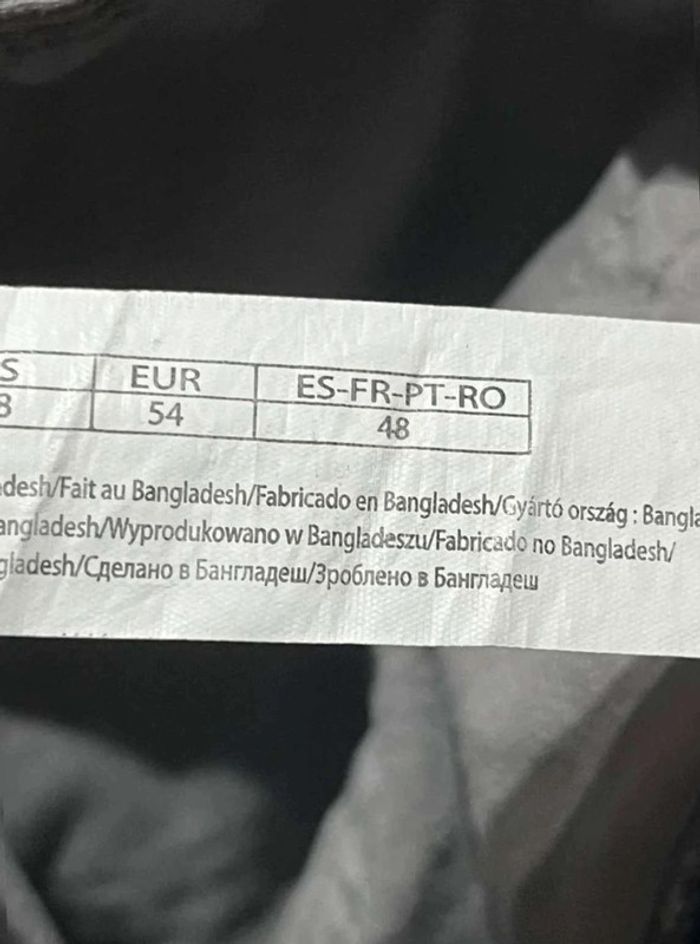 S EUR ES-FR-PT-RO
8 54 48
desh/Fait au Bangladesh/Fabricado en Bangladesh/Gyártó ország : Bangla
angladesh/Wyprodukowano w Bangladeszu/Fabricado no Bangladesh/
gladesh/Сделано в Бангладеш/Зроблено в Бангладеш